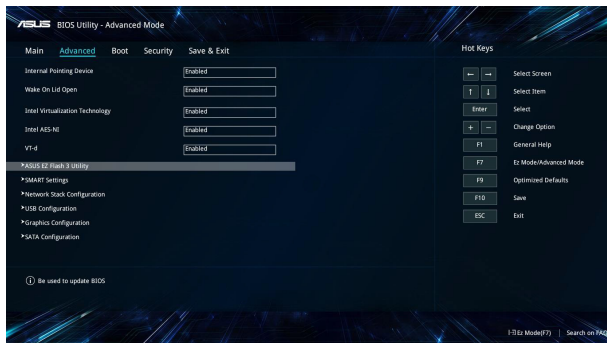 ASUS BIOS Utility - Advanced Mode
Main Advanced Boot Security Save & Exit
Hot Keys
Internal Pointing Device Enabled
Wake On Lid Open Enabled
Intel Virtualization Technology Enabled
Intel AES-NI Enabled
VT-d Enabled
ASUS EZ Flash 3 Utility
SMART Settings
Network Stack Configuration
USB Configuration
Graphics Configuration
SATA Configuration
← → Select Screen
↑ ↓ Select Item
Enter Select
+ - Change Option
F1 General Help
F7 Ez Mode/Advanced Mode
F9 Optimized Defaults
F10 Save
ESC Exit
Be used to update BIOS
Ez Mode(F7) | Search on FAQ